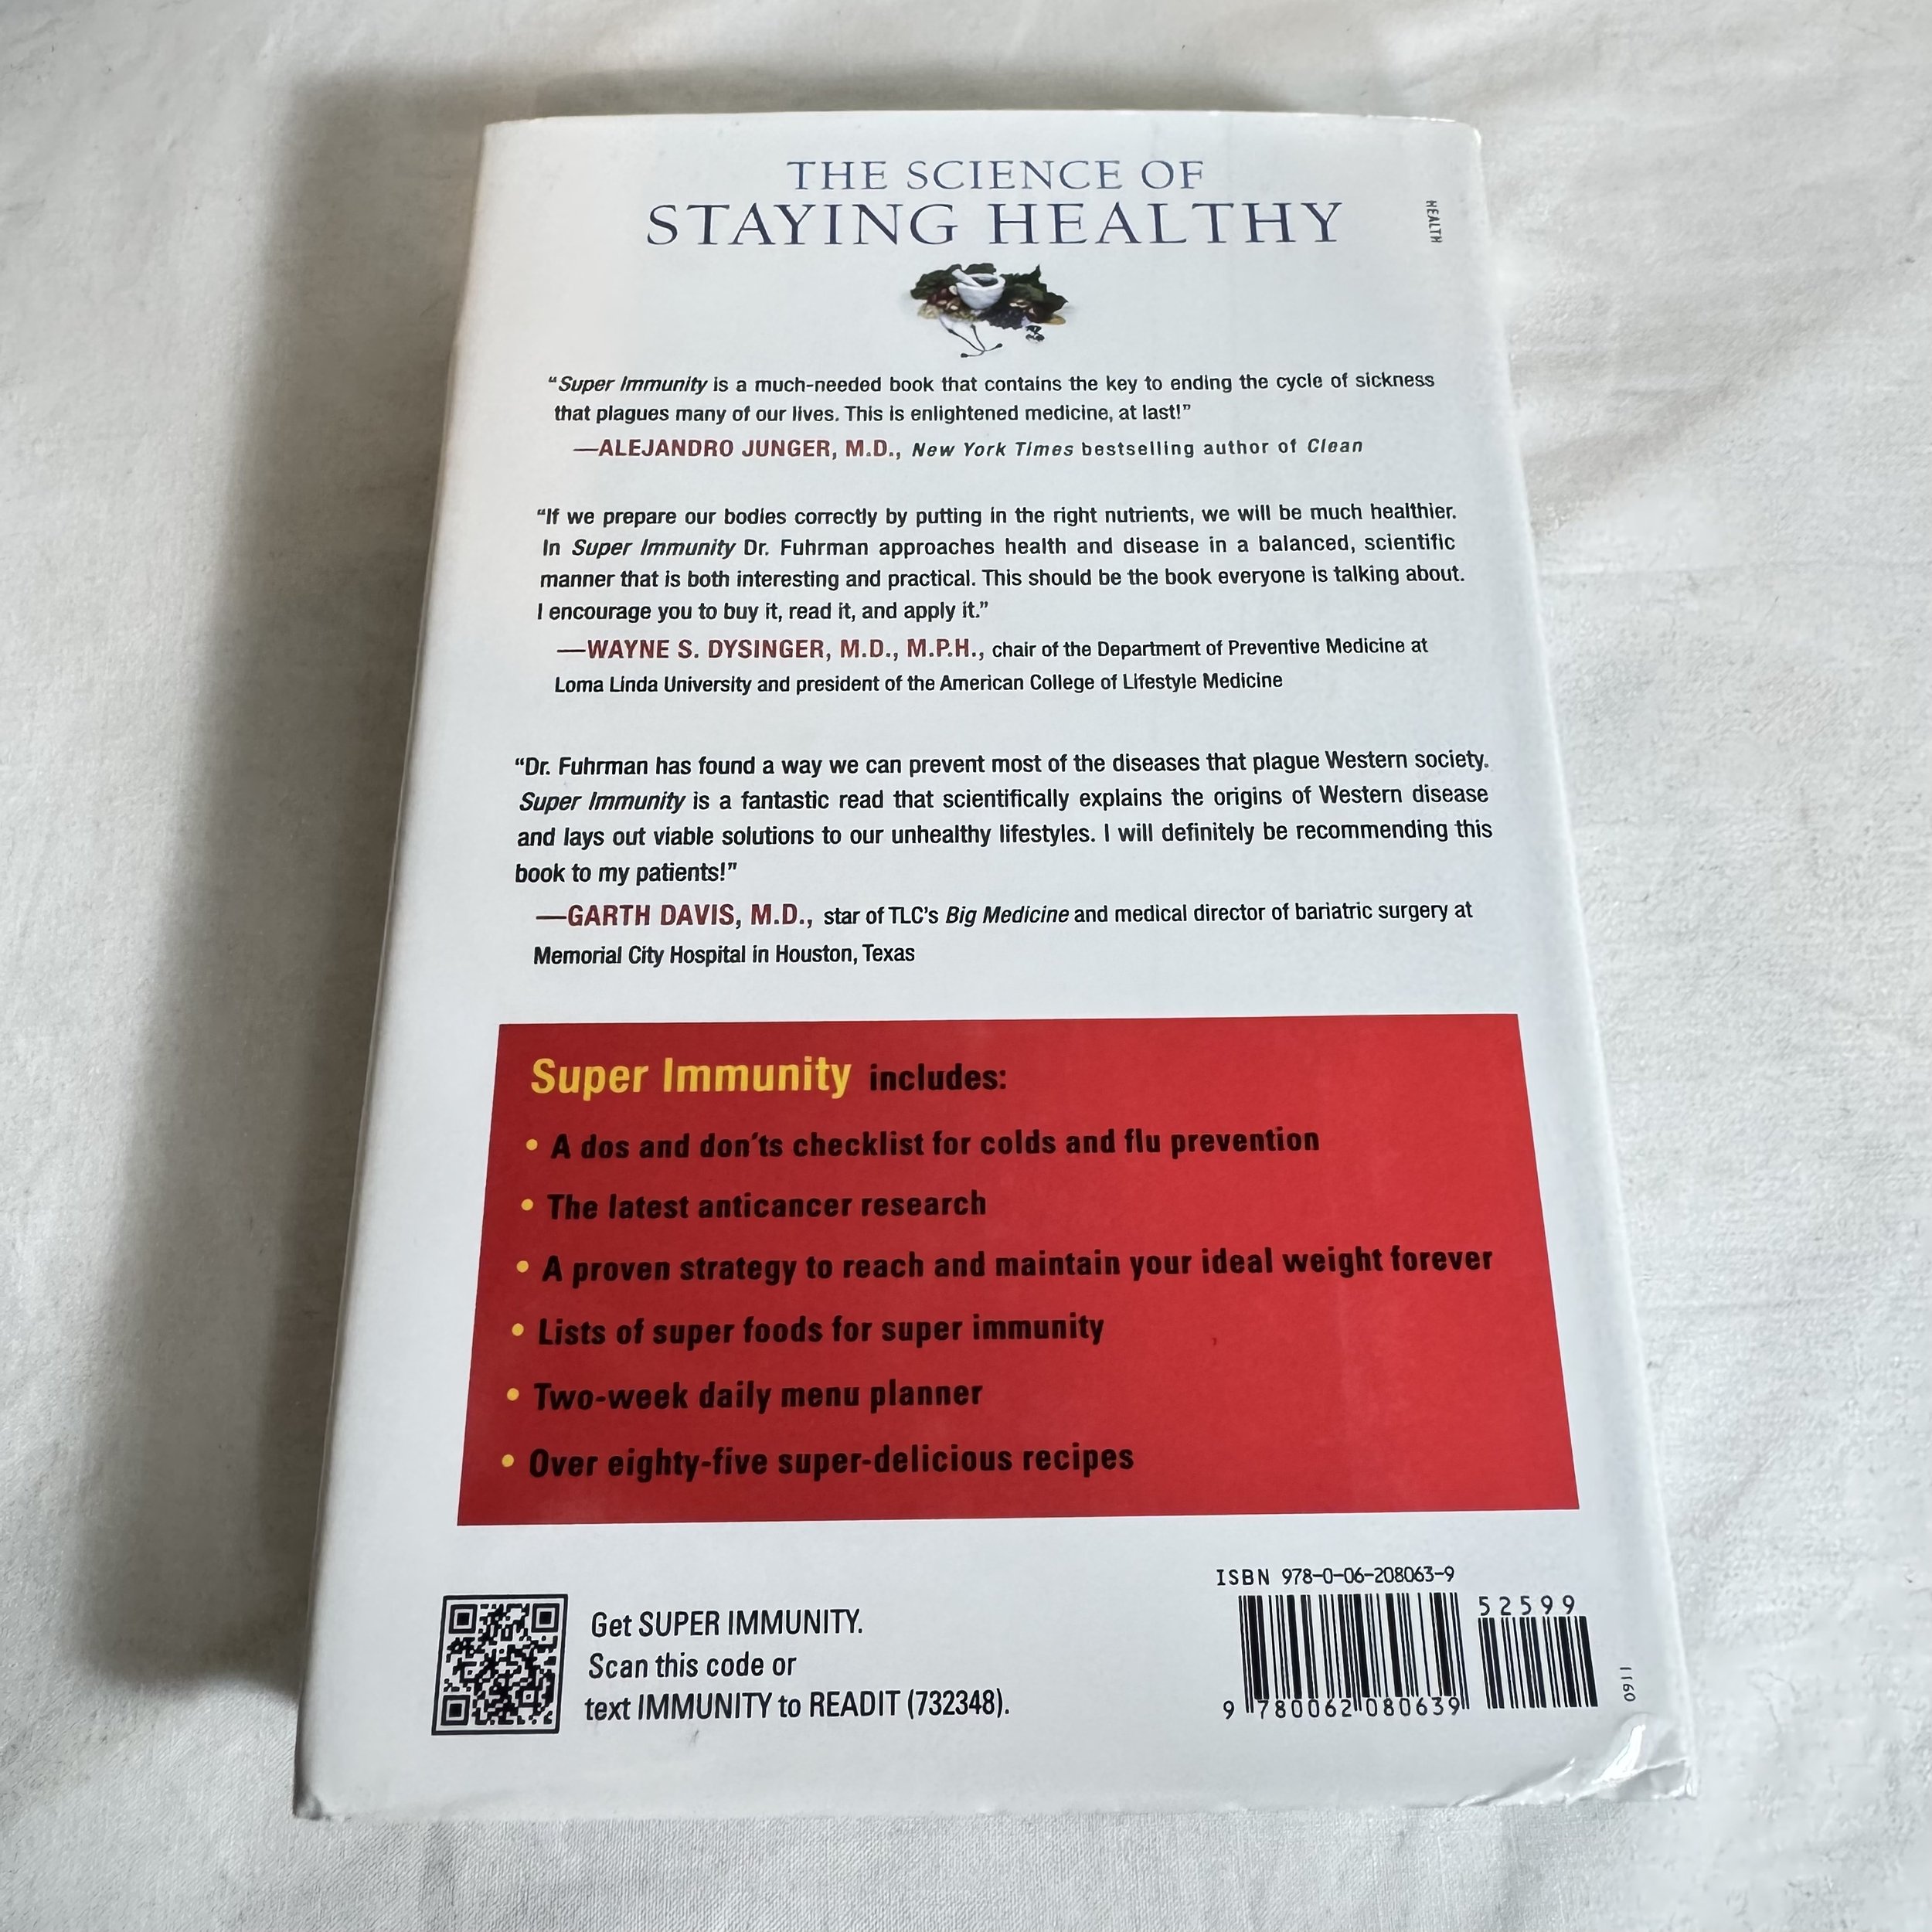 THE SCIENCE OF
STAYING HEALTHY
HEALTH
“Super Immunity is a much-needed book that contains the key to ending the cycle of sickness
that plagues many of our lives. This is enlightened medicine, at last!”
—ALEJANDRO JUNGER, M.D., New York Times bestselling author of Clean
“If we prepare our bodies correctly by putting in the right nutrients, we will be much healthier.
In Super Immunity Dr. Fuhrman approaches health and disease in a balanced, scientific
manner that is both interesting and practical. This should be the book everyone is talking about.
I encourage you to buy it, read it, and apply it.”
—WAYNE S. DYSINGER, M.D., M.P.H., chair of the Department of Preventive Medicine at
Loma Linda University and president of the American College of Lifestyle Medicine
“Dr. Fuhrman has found a way we can prevent most of the diseases that plague Western society.
Super Immunity is a fantastic read that scientifically explains the origins of Western disease
and lays out viable solutions to our unhealthy lifestyles. I will definitely be recommending this
book to my patients!”
—GARTH DAVIS, M.D., star of TLC’s Big Medicine and medical director of bariatric surgery at
Memorial City Hospital in Houston, Texas
Super Immunity includes:
• A dos and don’ts checklist for colds and flu prevention
• The latest anticancer research
• A proven strategy to reach and maintain your ideal weight forever
• Lists of super foods for super immunity
• Two-week daily menu planner
• Over eighty-five super-delicious recipes
Get SUPER IMMUNITY.
Scan this code or
text IMMUNITY to READIT (732348).
ISBN 978-0-06-208063-9
52599
9 780062 080639
0911